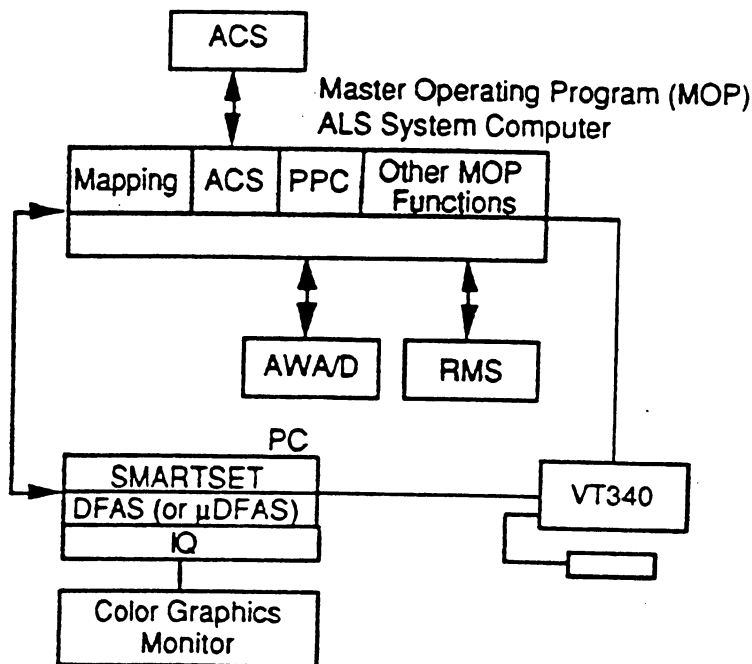 ACS
Master Operating Program (MOP)
ALS System Computer
Mapping ACS PPC Other MOP
Functions
AWA/D RMS
PC
SMARTSET
DFAS (or μDFAS)
IQ
VT340
Color Graphics
Monitor